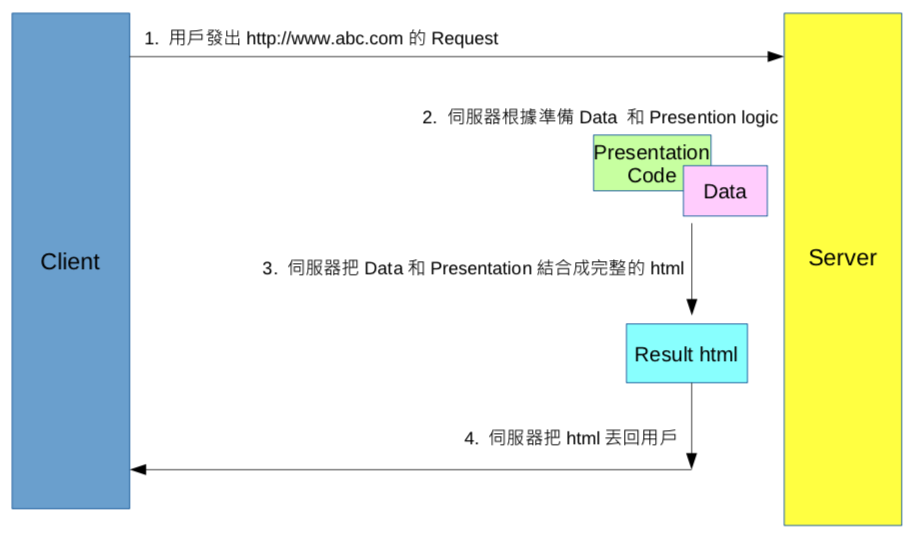 1. 用戶發出 http://www.abc.com 的 Request
2. 伺服器根據準備 Data 和 Presention logic
Presentation
Code
Data
Client
Server
3. 伺服器把 Data 和 Presentation 結合成完整的 html
Result html
4. 伺服器把 html 丟回用戶